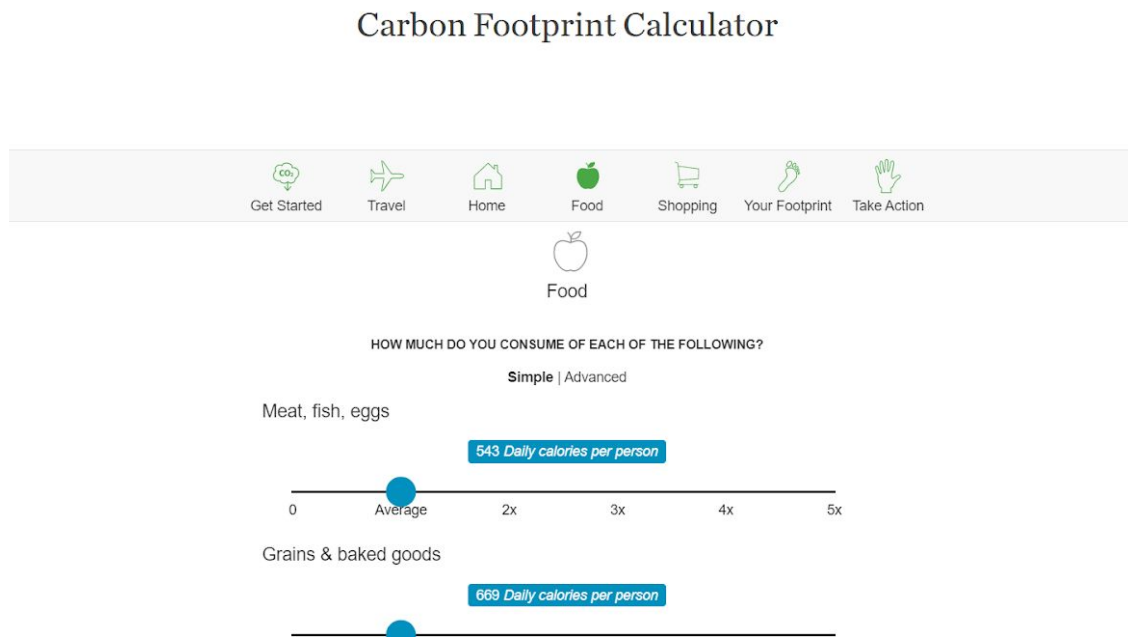 Carbon Footprint Calculator
CO₂
Get Started Travel Home Food Shopping Your Footprint Take Action
Food
HOW MUCH DO YOU CONSUME OF EACH OF THE FOLLOWING?
Simple | Advanced
Meat, fish, eggs
543 Daily calories per person
0 Average 2x 3x 4x 5x
Grains & baked goods
669 Daily calories per person